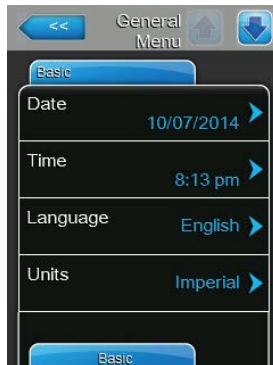 <<
General
Menu
Basic
Date
10/07/2014
Time
8:13 pm
Language
English
Units
Imperial
Basic